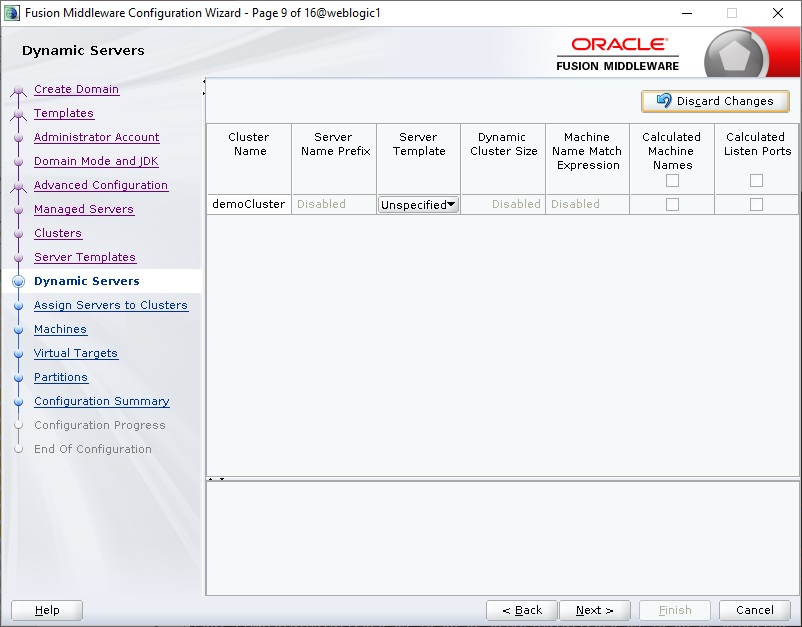 Fusion Middleware Configuration Wizard - Page 9 of 16@weblogic1
Dynamic Servers
ORACLE
FUSION MIDDLEWARE
Create Domain
Templates
Administrator Account
Domain Mode and JDK
Advanced Configuration
Managed Servers
Clusters
Server Templates
Dynamic Servers
Assign Servers to Clusters
Machines
Virtual Targets
Partitions
Configuration Summary
Configuration Progress
End Of Configuration
Discard Changes
Cluster
Name
Server
Name Prefix
Server
Template
Dynamic
Cluster Size
Machine
Name Match
Expression
Calculated
Machine
Names
Calculated
Listen Ports
demoCluster
Disabled
Unspecified
Disabled
Disabled
Help
< Back
Next >
Finish
Cancel